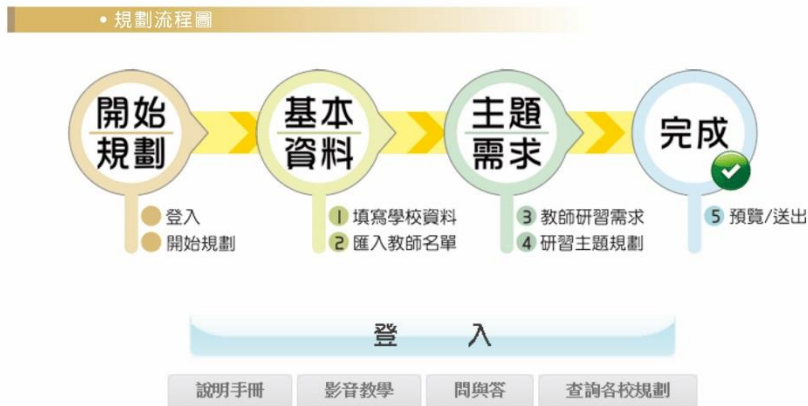 • 規劃流程圖
開始
規劃
基本
資料
主題
需求
完成
登入
開始規劃
1 填寫學校資料
2 匯入教師名單
3 教師研習需求
4 研習主題規劃
5 預覽/送出
登 入
說明手冊 影音教學 問與答 查詢各校規劃